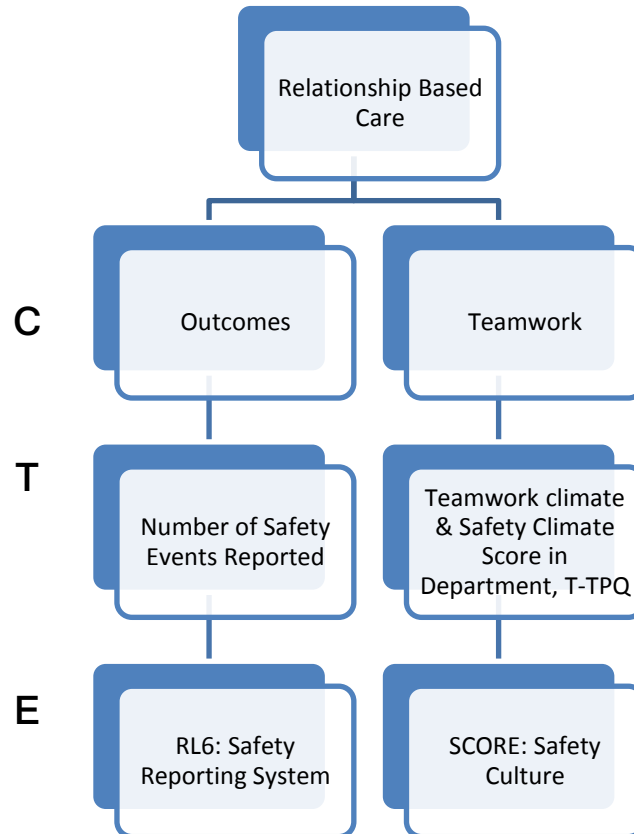 Relationship Based
Care
C
Outcomes
Teamwork
T
Number of Safety
Events Reported
Teamwork climate
& Safety Climate
Score in
Department, T-TPQ
E
RL6: Safety
Reporting System
SCORE: Safety
Culture